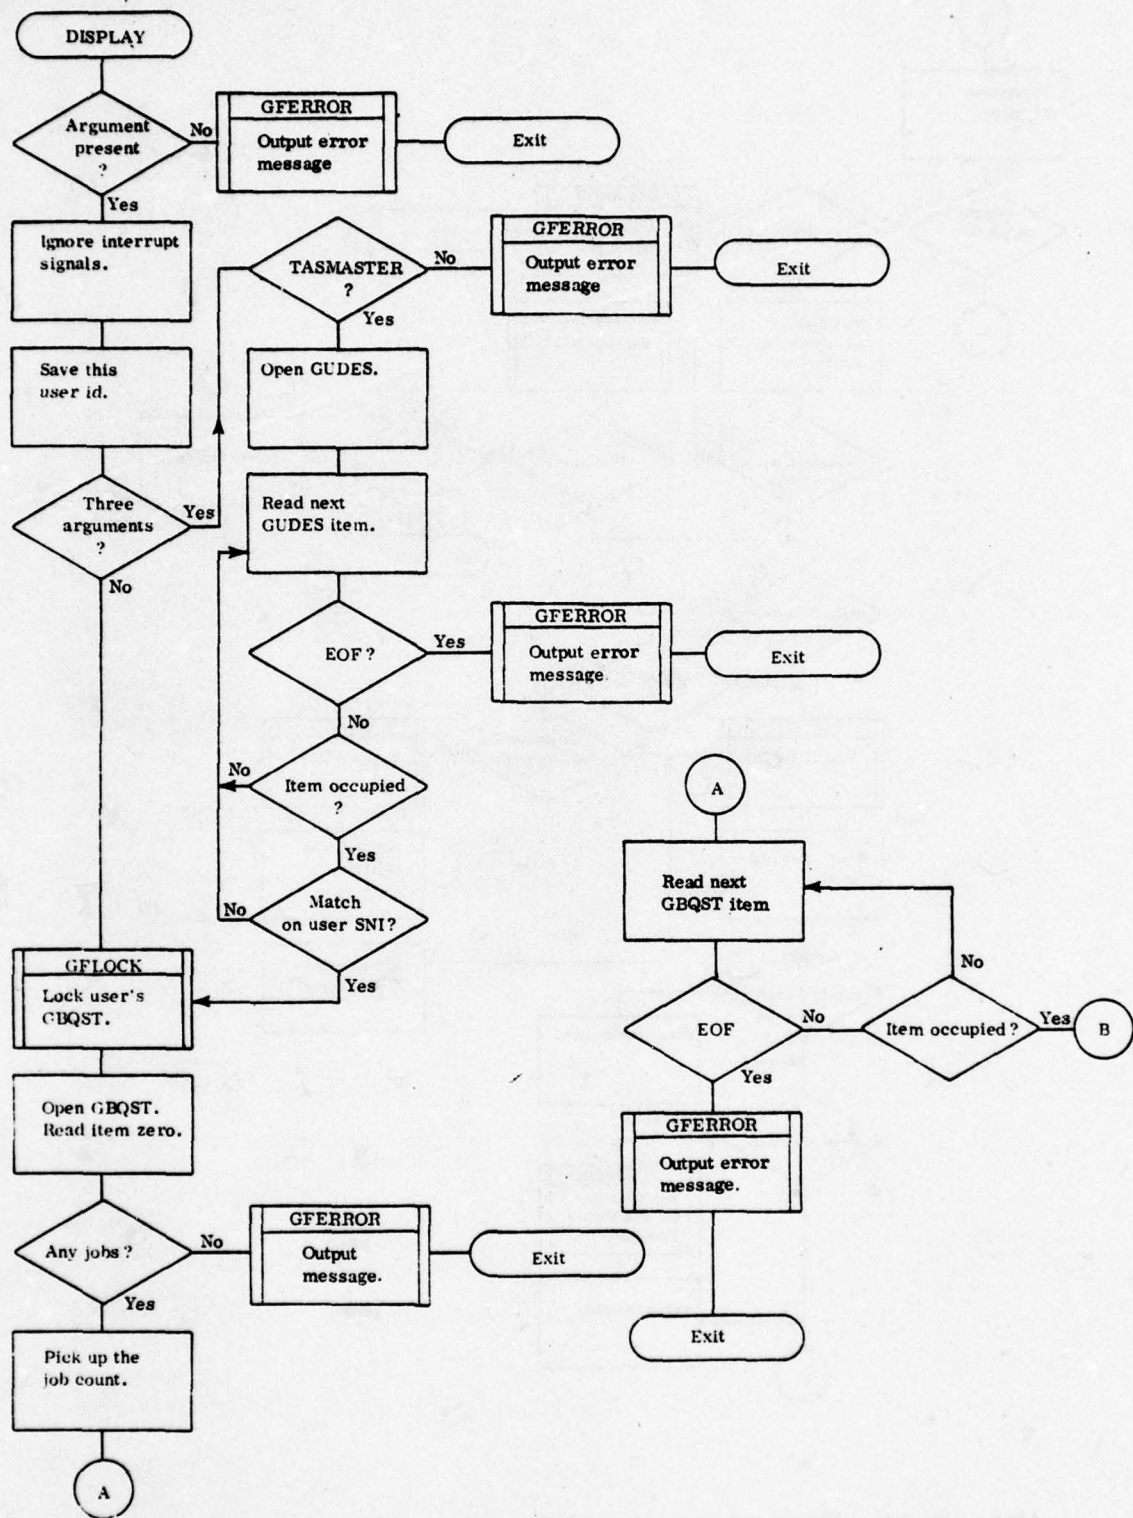 DISPLAY
Argument
present
?
No
GFERROR
Output error
message
Exit
Yes
Ignore interrupt
signals.
Save this
user id.
Three
arguments
?
Yes
No
TASMASTER
?
No
GFERROR
Output error
message
Exit
Yes
Open GUDES.
Read next
GUDES item.
EOF?
Yes
GFERROR
Output error
message
Exit
No
Item occupied
?
No
Yes
Match
on user SNI?
No
Yes
GFLOCK
Lock user's
GBQST.
Open GBQST.
Read item zero.
Any jobs?
No
GFERROR
Output
message.
Exit
Yes
Pick up the
job count.
A
A
Read next
GBQST item
EOF
No
Item occupied?
No
Yes
B
Yes
GFERROR
Output error
message.
Exit